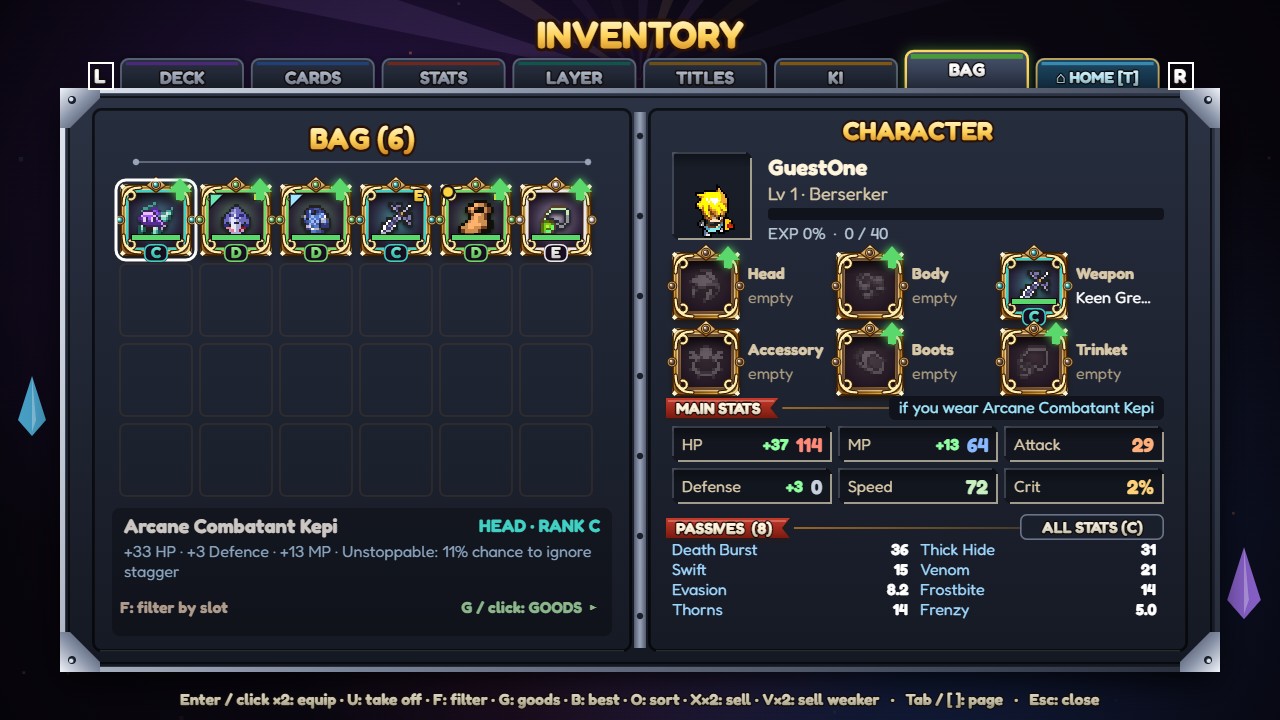 INVENTORY
L
DECK
CARDS
STATS
LAYER
TITLES
KI
BAG
⌂ HOME [T]
R
BAG (6)
C
D
D
E
C
D
E
Arcane Combatant Kepi
HEAD · RANK C
+33 HP · +3 Defence · +13 MP · Unstoppable: 11% chance to ignore
stagger
F: filter by slot
G / click: GOODS ►
CHARACTER
GuestOne
Lv 1 · Berserker
EXP 0% · 0 / 40
Head
empty
Body
empty
Weapon
Keen Gre...
C
Accessory
empty
Boots
empty
Trinket
empty
MAIN STATS
if you wear Arcane Combatant Kepi
HP +37 114
MP +13 64
Attack 29
Defense +3 0
Speed 72
Crit 2%
PASSIVES (8)
ALL STATS (C)
Death Burst 36
Thick Hide 31
Swift 15
Venom 21
Evasion 8.2
Frostbite 14
Thorns 14
Frenzy 5.0
Enter / click x2: equip · U: take off · F: filter · G: goods · B: best · O: sort · Xx2: sell · Vx2: sell weaker · Tab / [ ]: page · Esc: close